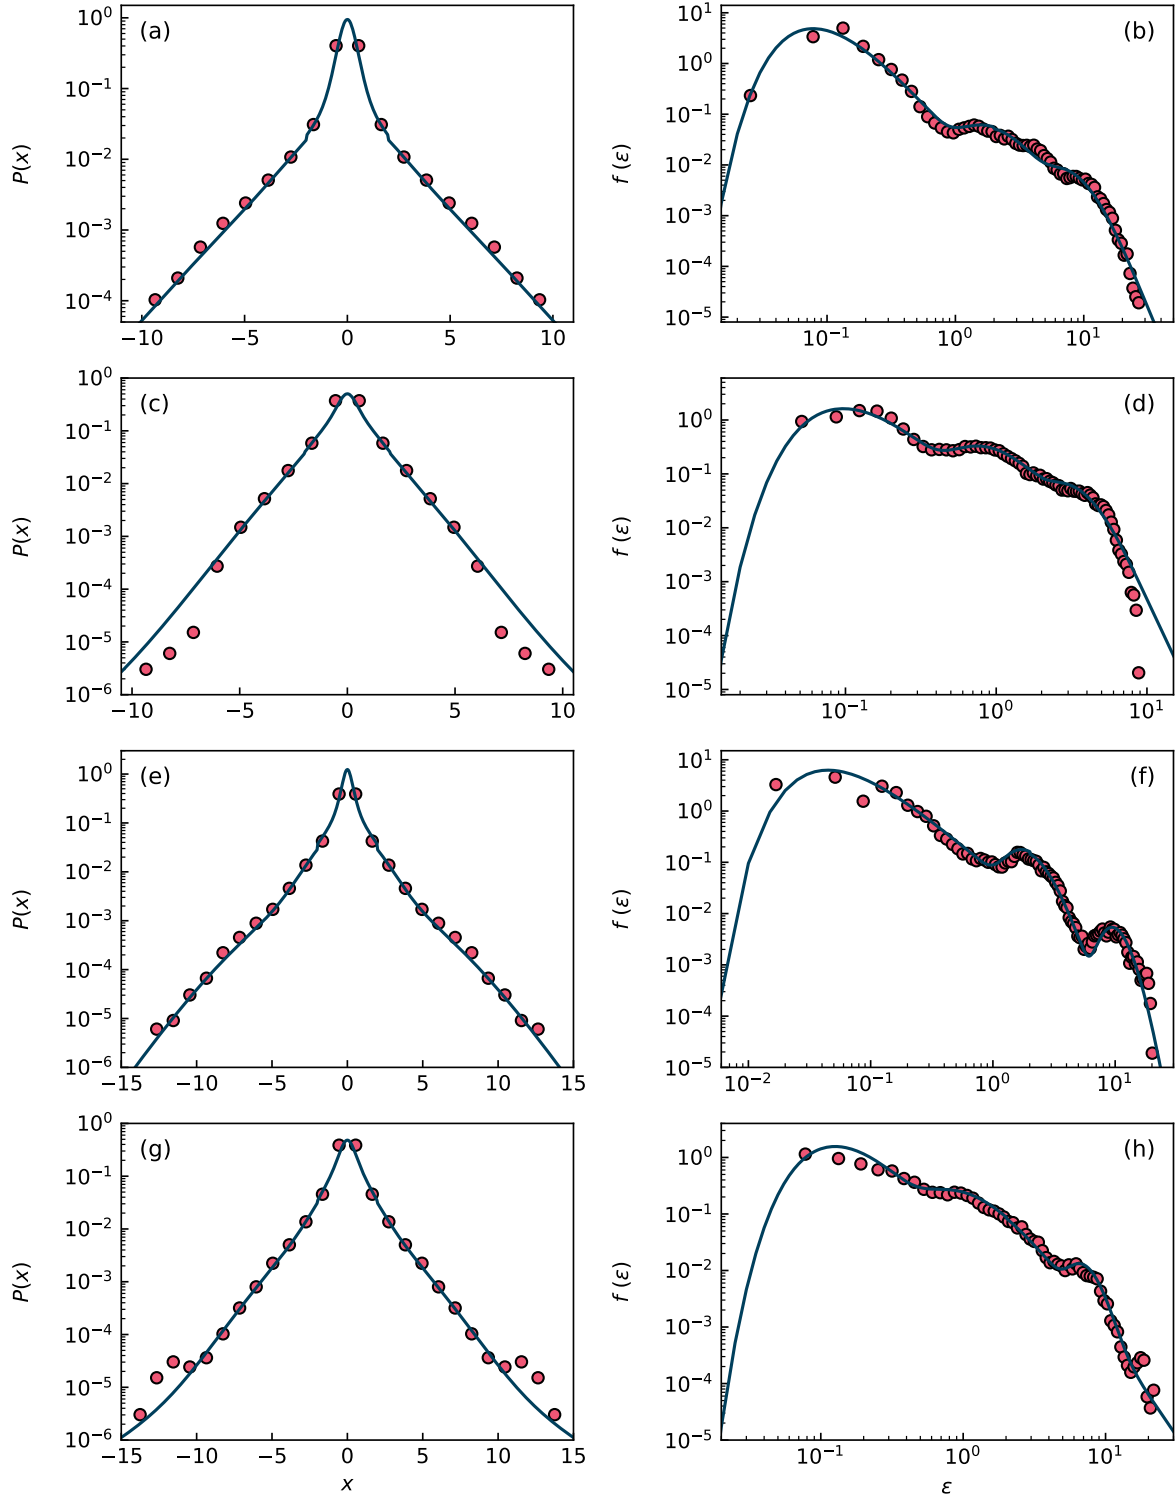 (a) (b)
P(x) f (ε)
10^0 10^-1 10^-2 10^-3 10^-4
10^1 10^0 10^-1 10^-2 10^-3 10^-4 10^-5
−10 −5 0 5 10
10^-1 10^0 10^1
(c) (d)
P(x) f (ε)
10^0 10^-1 10^-2 10^-3 10^-4 10^-5 10^-6
10^0 10^-1 10^-2 10^-3 10^-4 10^-5
−10 −5 0 5 10
10^-1 10^0 10^1
(e) (f)
P(x) f (ε)
10^0 10^-1 10^-2 10^-3 10^-4 10^-5 10^-6
10^1 10^0 10^-1 10^-2 10^-3 10^-4 10^-5
−15 −10 −5 0 5 10 15
10^-2 10^-1 10^0 10^1
(g) (h)
P(x) f (ε)
10^0 10^-1 10^-2 10^-3 10^-4 10^-5 10^-6
10^0 10^-1 10^-2 10^-3 10^-4 10^-5
−15 −10 −5 0 5 10 15
10^-1 10^0 10^1
x ε